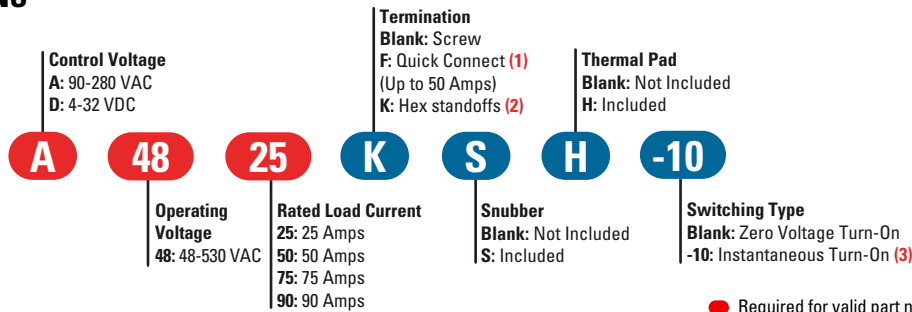 Termination
Blank: Screw
F: Quick Connect (1)
(Up to 50 Amps)
K: Hex standoffs (2)
Control Voltage
A: 90-280 VAC
D: 4-32 VDC
Thermal Pad
Blank: Not Included
H: Included
A 48 25 K S H -10
Operating
Voltage
48: 48-530 VAC
Rated Load Current
25: 25 Amps
50: 50 Amps
75: 75 Amps
90: 90 Amps
Snubber
Blank: Not Included
S: Included
Switching Type
Blank: Zero Voltage Turn-On
-10: Instantaneous Turn-On (3)
Required for valid part n